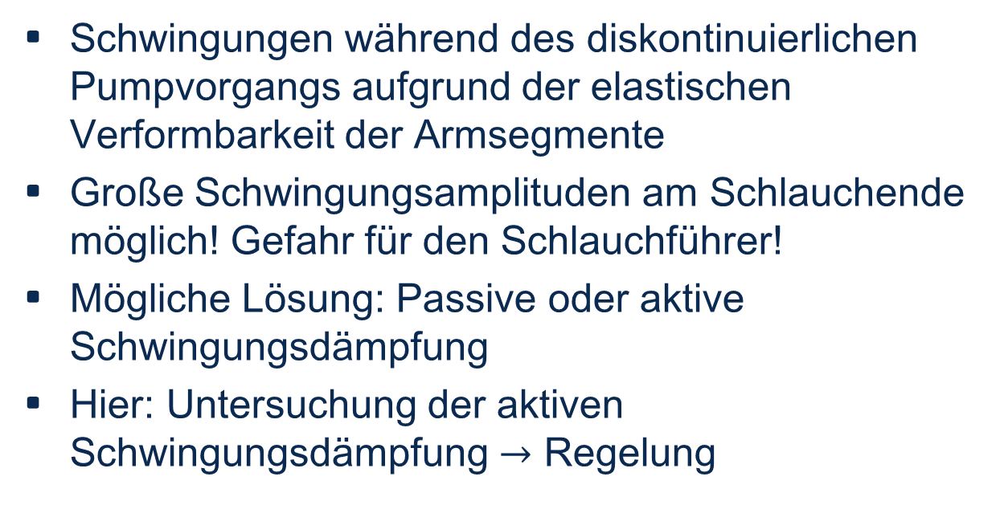 ▪ Schwingungen während des diskontinuierlichen
Pumpvorgangs aufgrund der elastischen
Verformbarkeit der Armsegmente
▪ Große Schwingungsamplituden am Schlauchende
möglich! Gefahr für den Schlauchführer!
▪ Mögliche Lösung: Passive oder aktive
Schwingungsdämpfung
▪ Hier: Untersuchung der aktiven
Schwingungsdämpfung → Regelung